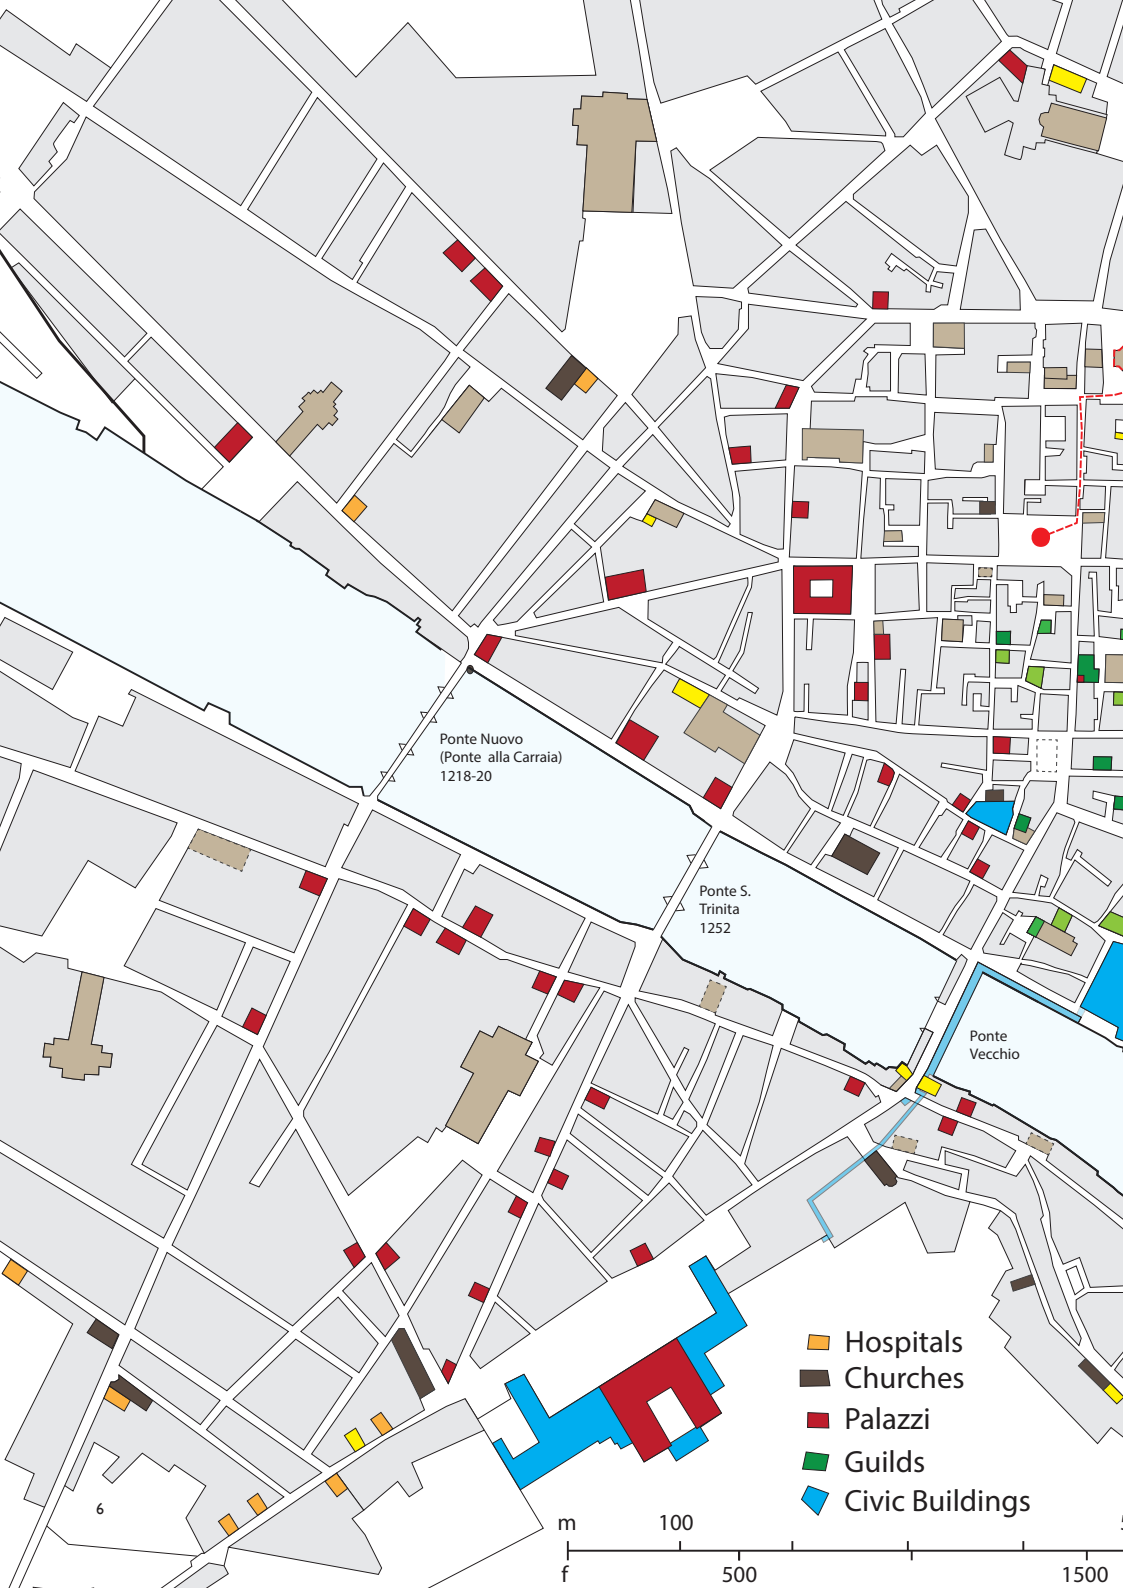 Ponte Nuovo
(Ponte alla Carraia)
1218-20
Ponte S.
Trinita
1252
Ponte
Vecchio
Hospitals
Churches
Palazzi
Guilds
Civic Buildings
6
m 100
f 500 1500